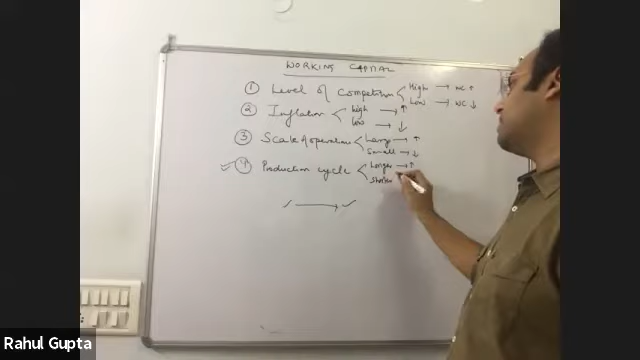 WORKING CAPITAL
① Level of Competition < High → WC ↑
Low → WC ↓
② Inflation < high → ↑
low → ↓
③ Scale of operation < Large → ↑
Small → ↓
✓ ④ Production cycle < Longer → ↑
Shorter
✓ → ✓
Rahul Gupta